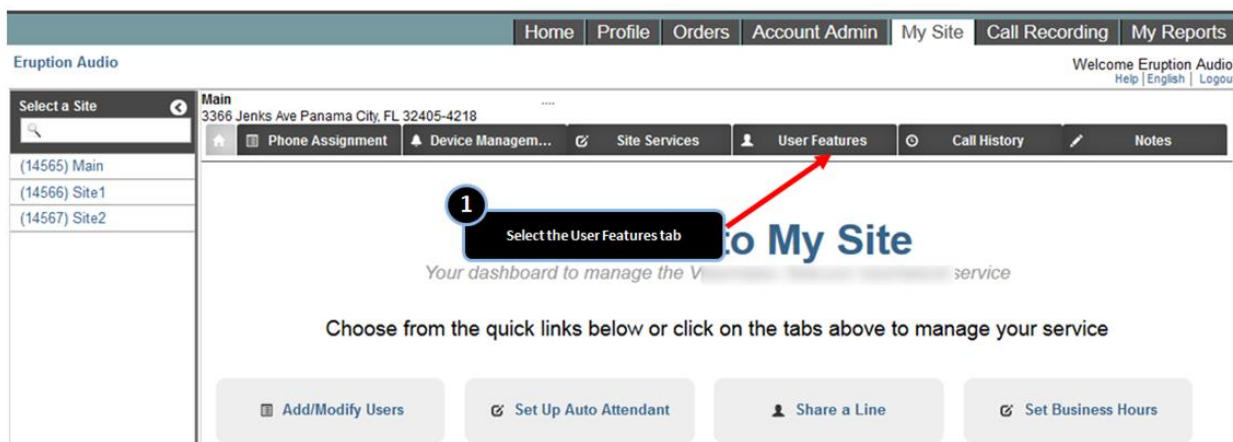 Home Profile Orders Account Admin My Site Call Recording My Reports
Eruption Audio
Welcome Eruption Audio
Help | English | Logou
Select a Site
Main
....
3366 Jenks Ave Panama City, FL 32405-4218
Phone Assignment Device Managem... Site Services User Features Call History Notes
(14565) Main
(14566) Site1
(14567) Site2
1
Select the User Features tab
to My Site
Your dashboard to manage the service
Choose from the quick links below or click on the tabs above to manage your service
Add/Modify Users Set Up Auto Attendant Share a Line Set Business Hours